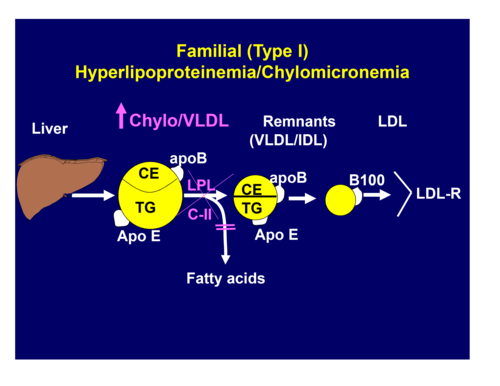 Familial (Type I)
Hyperlipoproteinemia/Chylomicronemia
Chylo/VLDL
Remnants
(VLDL/IDL)
LDL
Liver
apoB
CE
TG
Apo E
LPL
C-II
Fatty acids
apoB
CE
TG
Apo E
B100
LDL-R